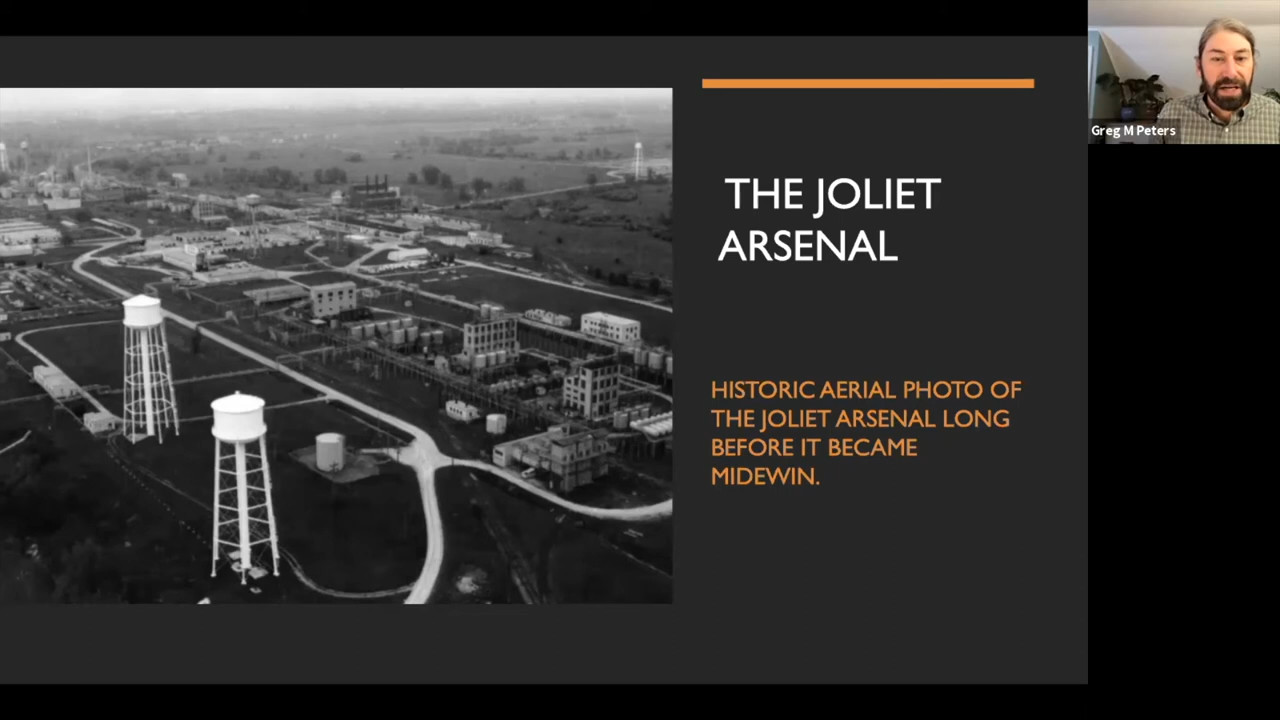 THE JOLIET
ARSENAL
HISTORIC AERIAL PHOTO OF
THE JOLIET ARSENAL LONG
BEFORE IT BECAME
MIDEWIN.
Greg M Peters